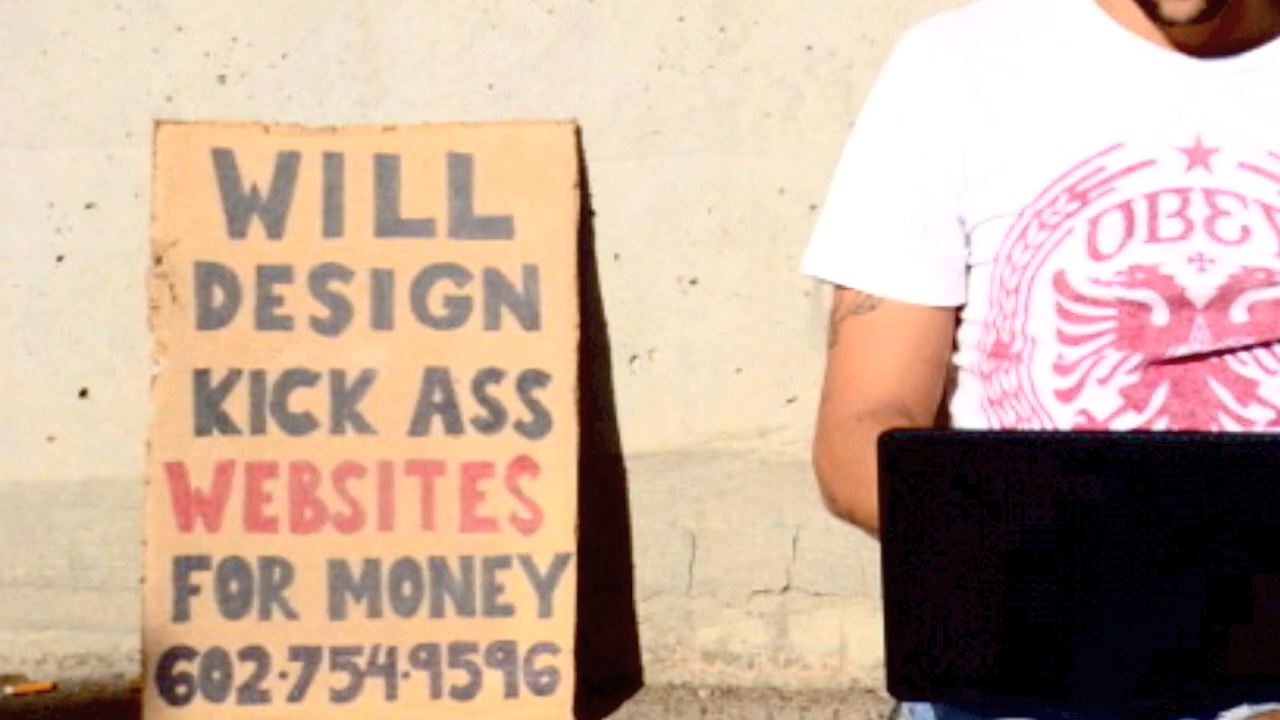 WILL
DESIGN
KICK ASS
WEBSITES
FOR MONEY
602·754·9596
OBEY